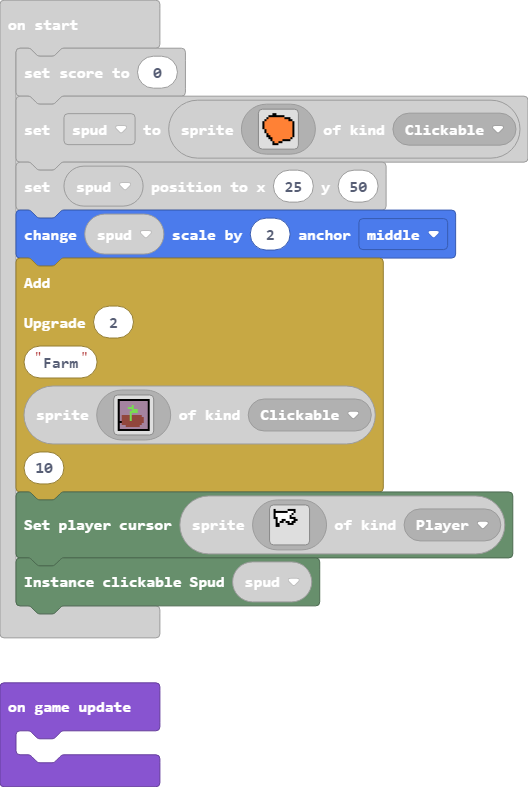 on start
set score to 0
set spud to sprite of kind Clickable
set spud position to x 25 y 50
change spud scale by 2 anchor middle
Add
Upgrade 2
"Farm"
sprite of kind Clickable
10
Set player cursor sprite of kind Player
Instance clickable Spud spud
on game update